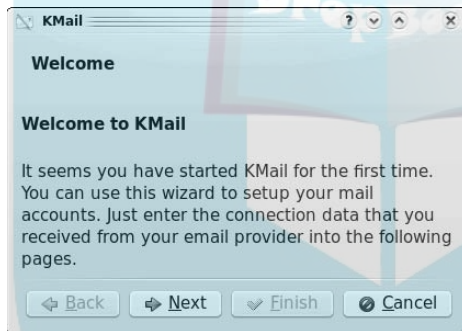 KMail
Welcome
Welcome to KMail
It seems you have started KMail for the first time.
You can use this wizard to setup your mail
accounts. Just enter the connection data that you
received from your email provider into the following
pages.
Back Next Finish Cancel